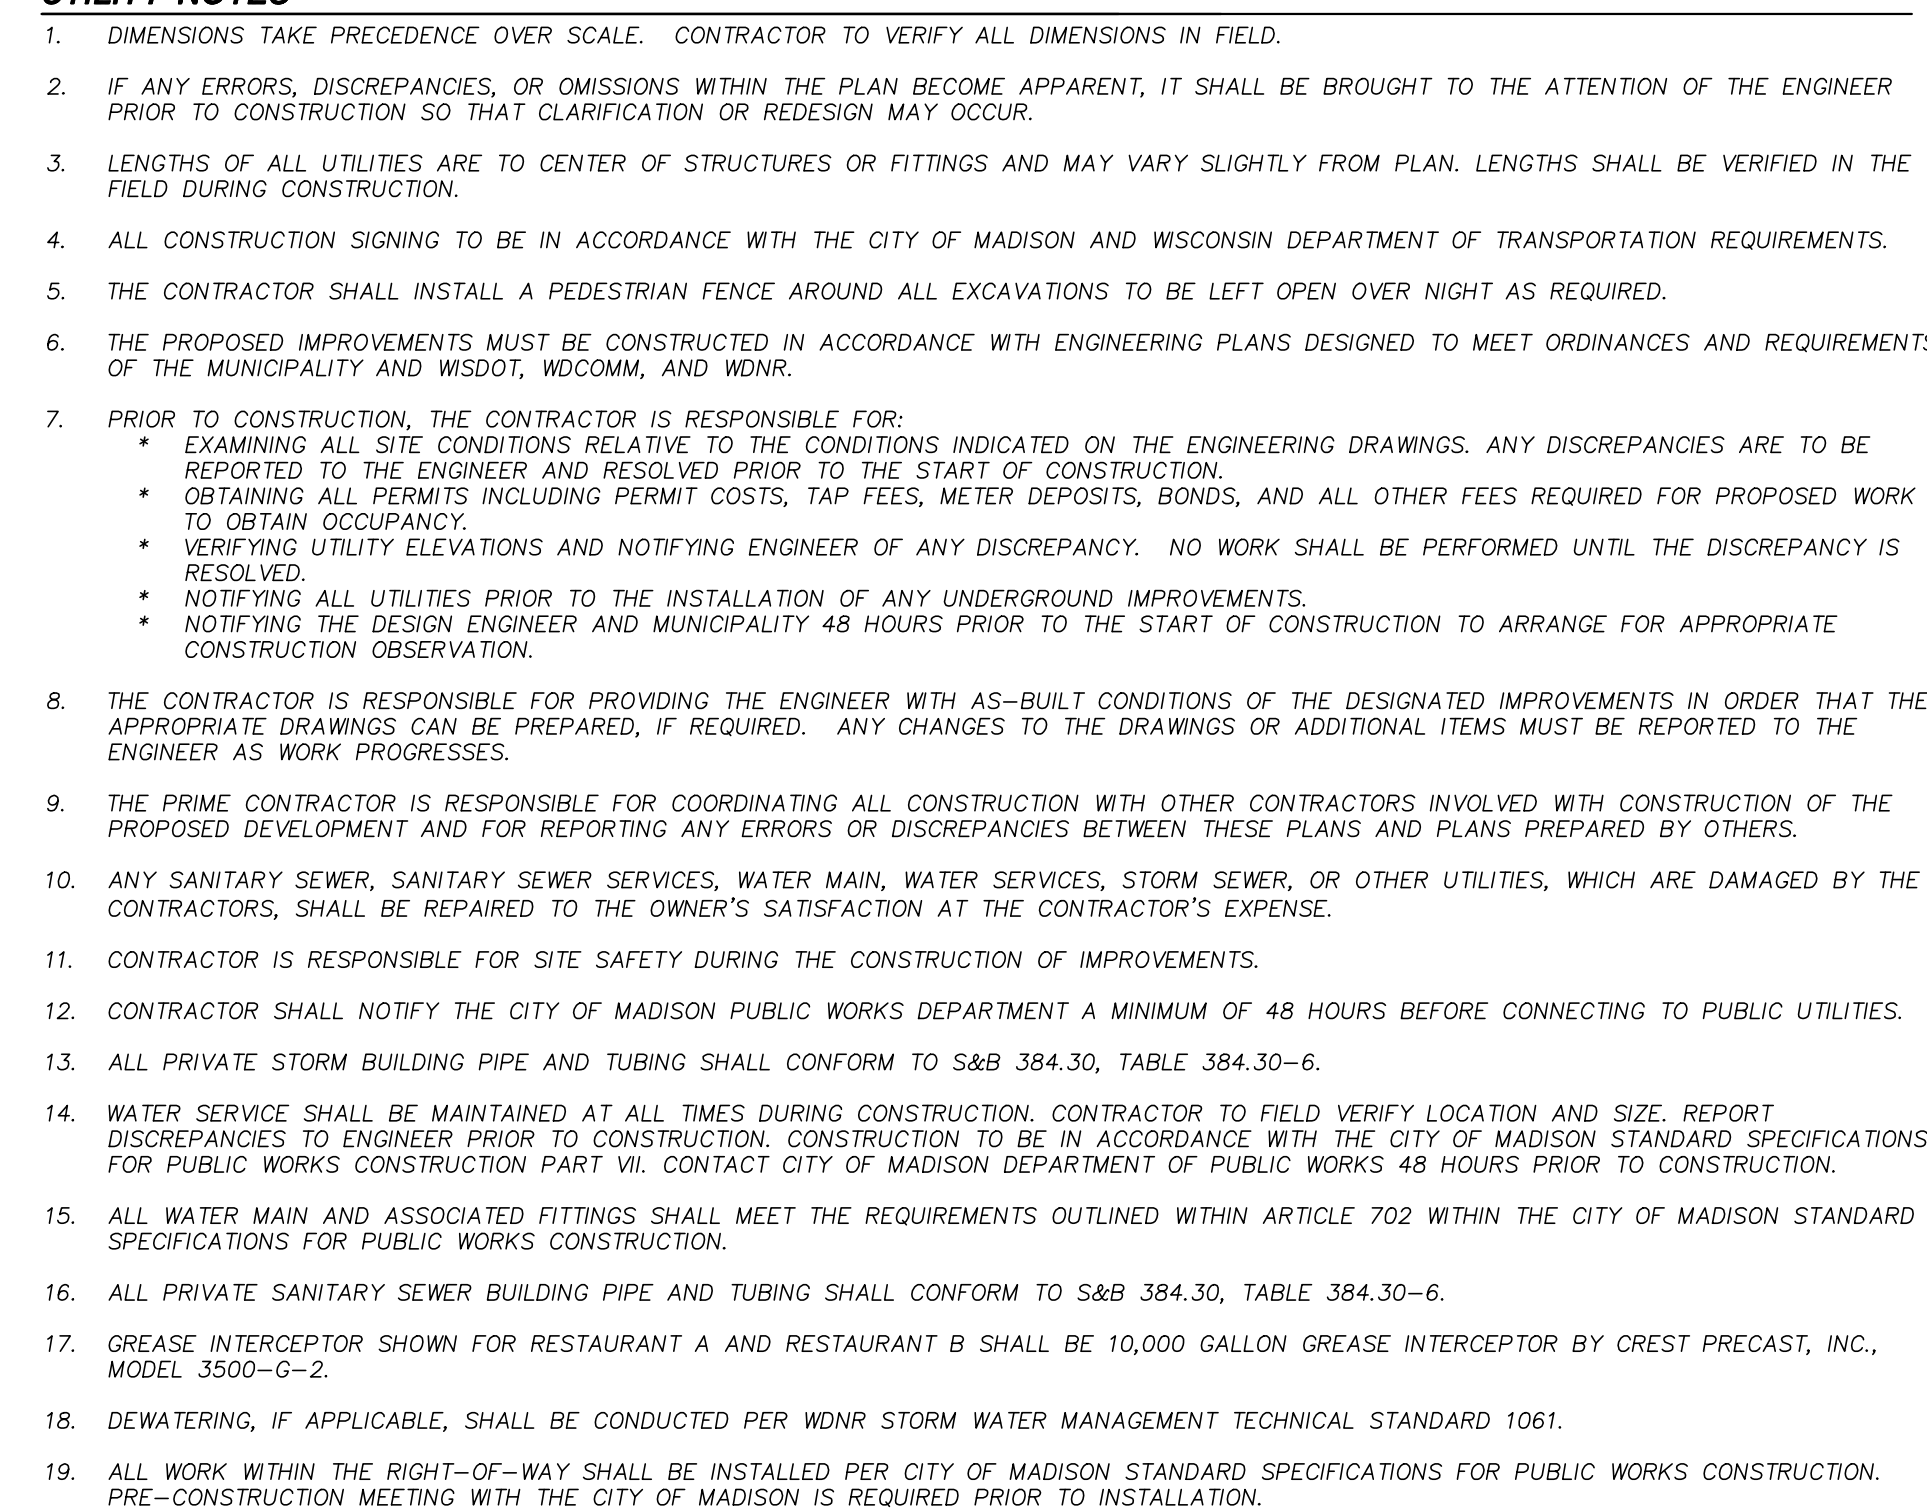 UTILITY NOTES
1. DIMENSIONS TAKE PRECEDENCE OVER SCALE. CONTRACTOR TO VERIFY ALL DIMENSIONS IN FIELD.
2. IF ANY ERRORS, DISCREPANCIES, OR OMISSIONS WITHIN THE PLAN BECOME APPARENT, IT SHALL BE BROUGHT TO THE ATTENTION OF THE ENGINEER
PRIOR TO CONSTRUCTION SO THAT CLARIFICATION OR REDESIGN MAY OCCUR.
3. LENGTHS OF ALL UTILITIES ARE TO CENTER OF STRUCTURES OR FITTINGS AND MAY VARY SLIGHTLY FROM PLAN. LENGTHS SHALL BE VERIFIED IN THE
FIELD DURING CONSTRUCTION.
4. ALL CONSTRUCTION SIGNING TO BE IN ACCORDANCE WITH THE CITY OF MADISON AND WISCONSIN DEPARTMENT OF TRANSPORTATION REQUIREMENTS.
5. THE CONTRACTOR SHALL INSTALL A PEDESTRIAN FENCE AROUND ALL EXCAVATIONS TO BE LEFT OPEN OVER NIGHT AS REQUIRED.
6. THE PROPOSED IMPROVEMENTS MUST BE CONSTRUCTED IN ACCORDANCE WITH ENGINEERING PLANS DESIGNED TO MEET ORDINANCES AND REQUIREMENTS
OF THE MUNICIPALITY AND WISDOT, WDCOMM, AND WDNR.
7. PRIOR TO CONSTRUCTION, THE CONTRACTOR IS RESPONSIBLE FOR:
* EXAMINING ALL SITE CONDITIONS RELATIVE TO THE CONDITIONS INDICATED ON THE ENGINEERING DRAWINGS. ANY DISCREPANCIES ARE TO BE
REPORTED TO THE ENGINEER AND RESOLVED PRIOR TO THE START OF CONSTRUCTION.
* OBTAINING ALL PERMITS INCLUDING PERMIT COSTS, TAP FEES, METER DEPOSITS, BONDS, AND ALL OTHER FEES REQUIRED FOR PROPOSED WORK
TO OBTAIN OCCUPANCY.
* VERIFYING UTILITY ELEVATIONS AND NOTIFYING ENGINEER OF ANY DISCREPANCY. NO WORK SHALL BE PERFORMED UNTIL THE DISCREPANCY IS
RESOLVED.
* NOTIFYING ALL UTILITIES PRIOR TO THE INSTALLATION OF ANY UNDERGROUND IMPROVEMENTS.
* NOTIFYING THE DESIGN ENGINEER AND MUNICIPALITY 48 HOURS PRIOR TO THE START OF CONSTRUCTION TO ARRANGE FOR APPROPRIATE
CONSTRUCTION OBSERVATION.
8. THE CONTRACTOR IS RESPONSIBLE FOR PROVIDING THE ENGINEER WITH AS-BUILT CONDITIONS OF THE DESIGNATED IMPROVEMENTS IN ORDER THAT THE
APPROPRIATE DRAWINGS CAN BE PREPARED, IF REQUIRED. ANY CHANGES TO THE DRAWINGS OR ADDITIONAL ITEMS MUST BE REPORTED TO THE
ENGINEER AS WORK PROGRESSES.
9. THE PRIME CONTRACTOR IS RESPONSIBLE FOR COORDINATING ALL CONSTRUCTION WITH OTHER CONTRACTORS INVOLVED WITH CONSTRUCTION OF THE
PROPOSED DEVELOPMENT AND FOR REPORTING ANY ERRORS OR DISCREPANCIES BETWEEN THESE PLANS AND PLANS PREPARED BY OTHERS.
10. ANY SANITARY SEWER, SANITARY SEWER SERVICES, WATER MAIN, WATER SERVICES, STORM SEWER, OR OTHER UTILITIES, WHICH ARE DAMAGED BY THE
CONTRACTORS, SHALL BE REPAIRED TO THE OWNER'S SATISFACTION AT THE CONTRACTOR'S EXPENSE.
11. CONTRACTOR IS RESPONSIBLE FOR SITE SAFETY DURING THE CONSTRUCTION OF IMPROVEMENTS.
12. CONTRACTOR SHALL NOTIFY THE CITY OF MADISON PUBLIC WORKS DEPARTMENT A MINIMUM OF 48 HOURS BEFORE CONNECTING TO PUBLIC UTILITIES.
13. ALL PRIVATE STORM BUILDING PIPE AND TUBING SHALL CONFORM TO S&B 384.30, TABLE 384.30-6.
14. WATER SERVICE SHALL BE MAINTAINED AT ALL TIMES DURING CONSTRUCTION. CONTRACTOR TO FIELD VERIFY LOCATION AND SIZE. REPORT
DISCREPANCIES TO ENGINEER PRIOR TO CONSTRUCTION. CONSTRUCTION TO BE IN ACCORDANCE WITH THE CITY OF MADISON STANDARD SPECIFICATIONS
FOR PUBLIC WORKS CONSTRUCTION PART VII. CONTACT CITY OF MADISON DEPARTMENT OF PUBLIC WORKS 48 HOURS PRIOR TO CONSTRUCTION.
15. ALL WATER MAIN AND ASSOCIATED FITTINGS SHALL MEET THE REQUIREMENTS OUTLINED WITHIN ARTICLE 702 WITHIN THE CITY OF MADISON STANDARD
SPECIFICATIONS FOR PUBLIC WORKS CONSTRUCTION.
16. ALL PRIVATE SANITARY SEWER BUILDING PIPE AND TUBING SHALL CONFORM TO S&B 384.30, TABLE 384.30-6.
17. GREASE INTERCEPTOR SHOWN FOR RESTAURANT A AND RESTAURANT B SHALL BE 10,000 GALLON GREASE INTERCEPTOR BY CREST PRECAST, INC.,
MODEL 3500-G-2.
18. DEWATERING, IF APPLICABLE, SHALL BE CONDUCTED PER WDNR STORM WATER MANAGEMENT TECHNICAL STANDARD 1061.
19. ALL WORK WITHIN THE RIGHT-OF-WAY SHALL BE INSTALLED PER CITY OF MADISON STANDARD SPECIFICATIONS FOR PUBLIC WORKS CONSTRUCTION.
PRE-CONSTRUCTION MEETING WITH THE CITY OF MADISON IS REQUIRED PRIOR TO INSTALLATION.